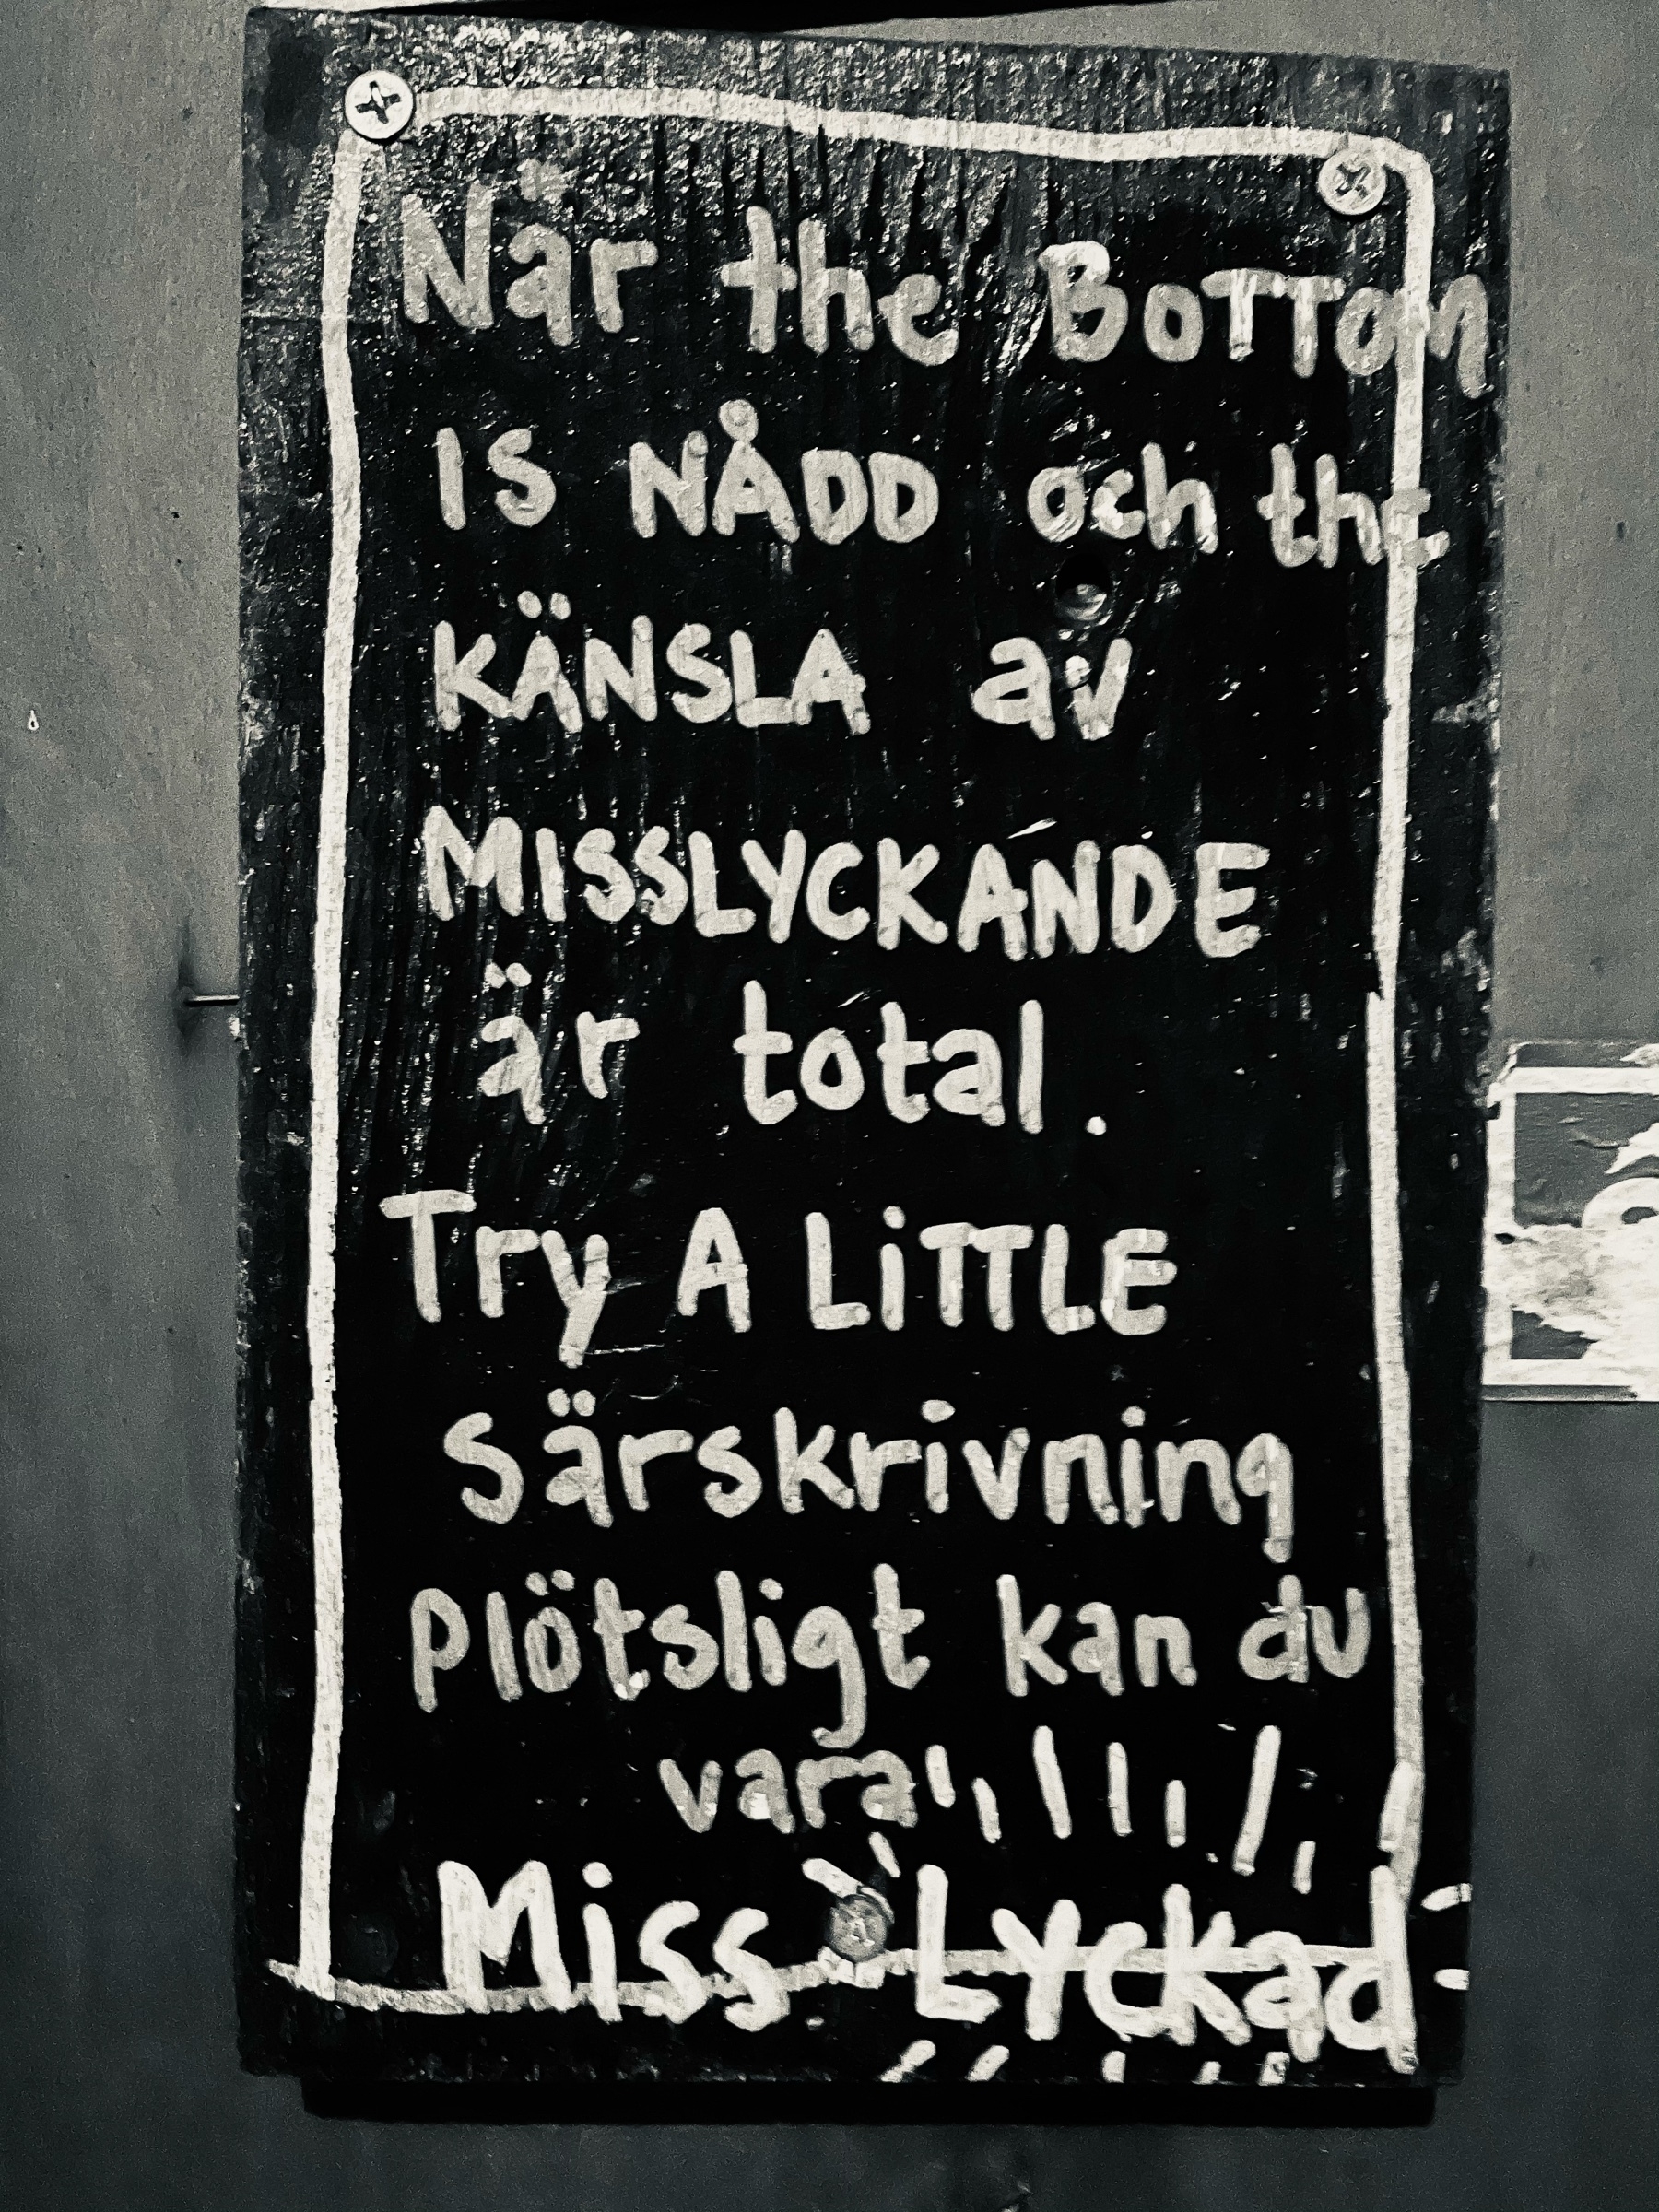 När the BOTTOM
IS NÅDD och the
KÄNSLA av
MISSLYCKANDE
är total.
Try A LiTTLE
särskrivning
plötsligt kan du
vara
Miss Lyckad